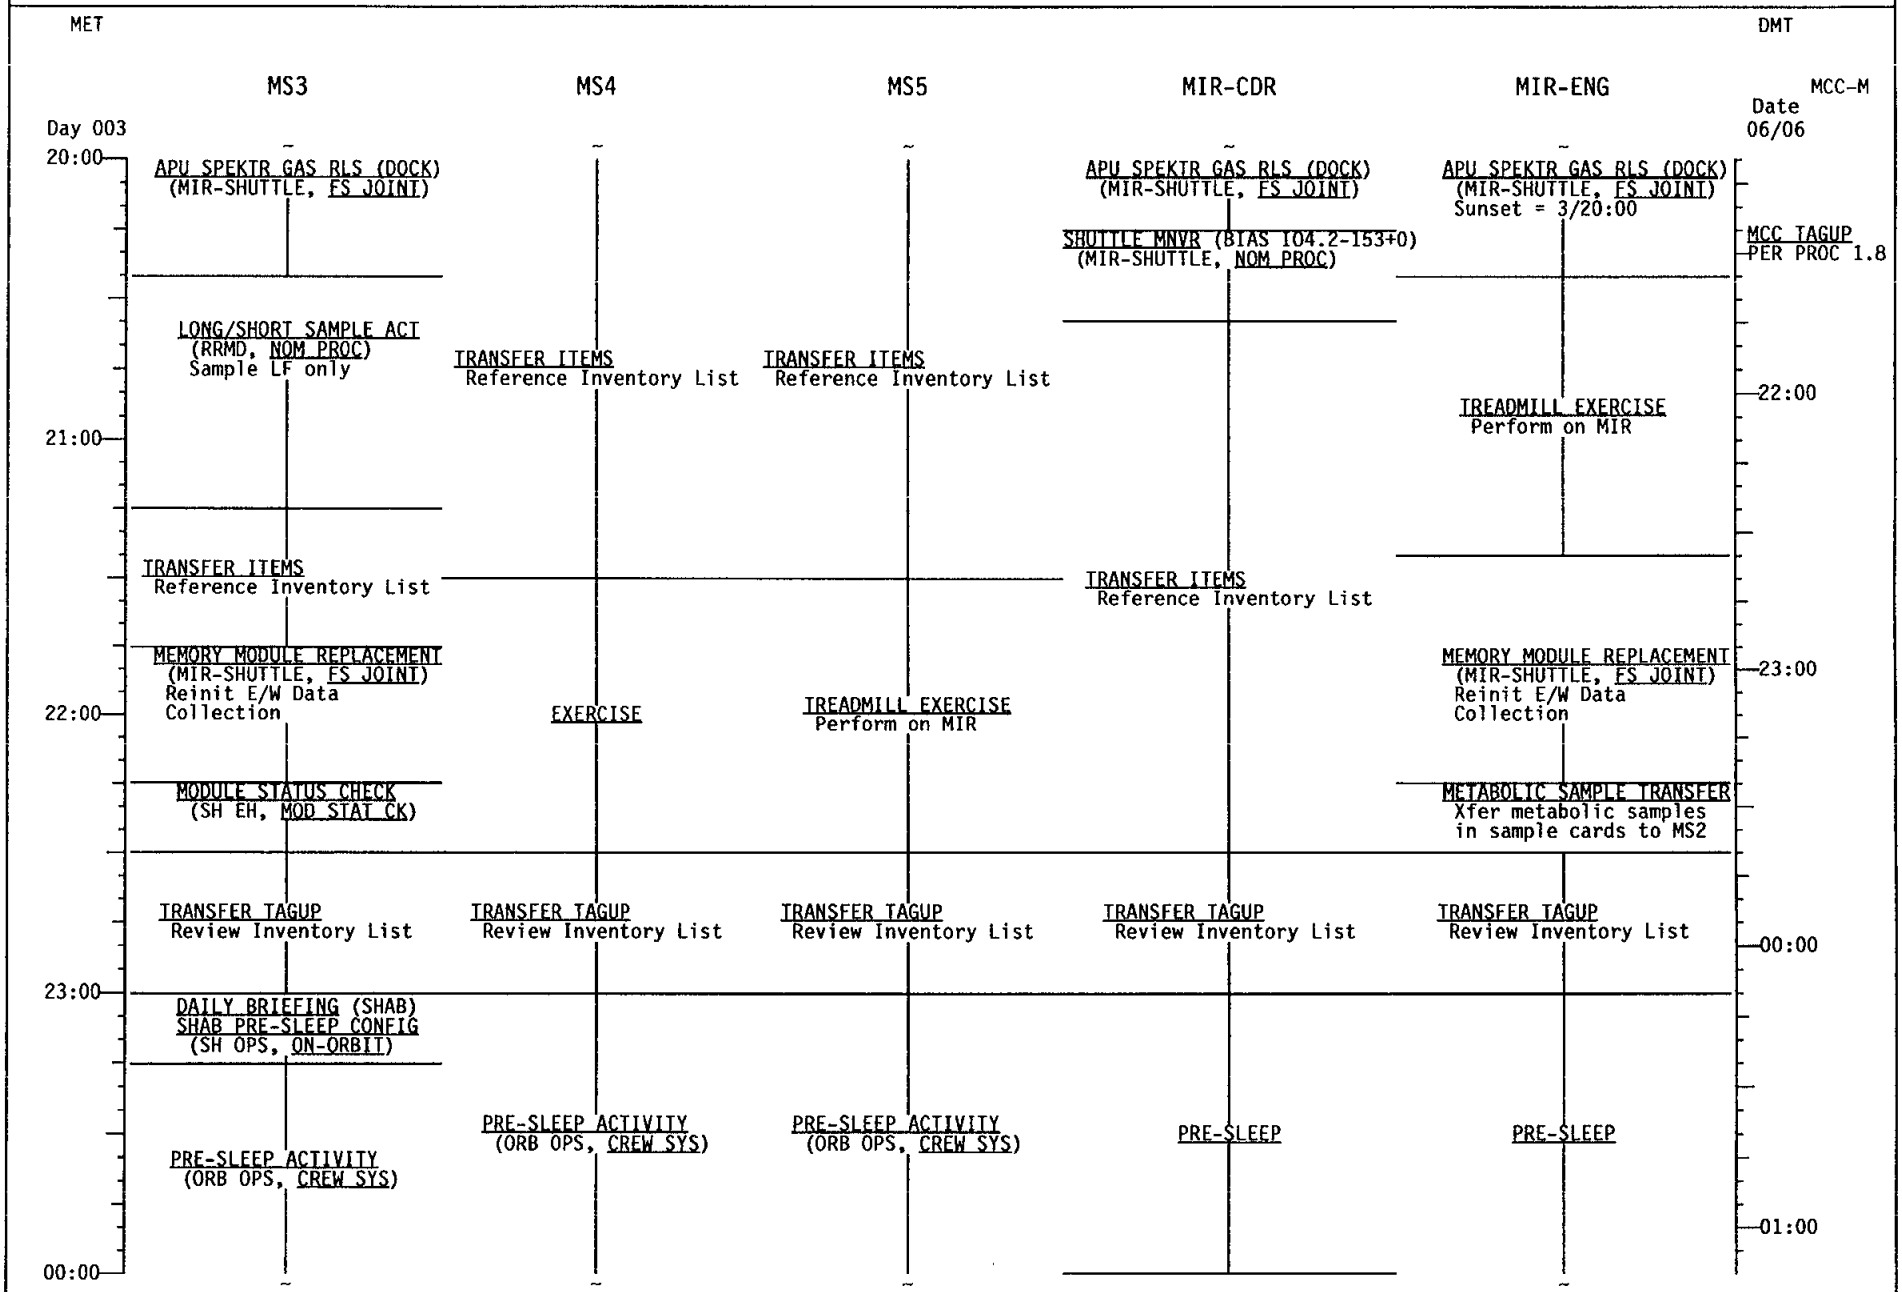 MET
DMT
MS3
MS4
MS5
MIR-CDR
MIR-ENG
MCC-M
Date
06/06
Day 003
20:00
21:00
22:00
23:00
00:00
APU SPEKTR GAS RLS (DOCK)
(MIR-SHUTTLE, FS JOINT)
LONG/SHORT SAMPLE ACT
(RRMD, NOM PROC)
Sample LF only
TRANSFER ITEMS
Reference Inventory List
MEMORY MODULE REPLACEMENT
(MIR-SHUTTLE, FS JOINT)
Reinit E/W Data
Collection
MODULE STATUS CHECK
(SH EH, MOD STAT CK)
TRANSFER TAGUP
Review Inventory List
DAILY BRIEFING (SHAB)
SHAB PRE-SLEEP CONFIG
(SH OPS, ON-ORBIT)
PRE-SLEEP ACTIVITY
(ORB OPS, CREW SYS)
TRANSFER ITEMS
Reference Inventory List
EXERCISE
TRANSFER TAGUP
Review Inventory List
PRE-SLEEP ACTIVITY
(ORB OPS, CREW SYS)
TRANSFER ITEMS
Reference Inventory List
TREADMILL EXERCISE
Perform on MIR
TRANSFER TAGUP
Review Inventory List
PRE-SLEEP ACTIVITY
(ORB OPS, CREW SYS)
APU SPEKTR GAS RLS (DOCK)
(MIR-SHUTTLE, FS JOINT)
SHUTTLE MNVR (BIAS IO4.2-153+0)
(MIR-SHUTTLE, NOM PROC)
TRANSFER ITEMS
Reference Inventory List
TRANSFER TAGUP
Review Inventory List
PRE-SLEEP
APU SPEKTR GAS RLS (DOCK)
(MIR-SHUTTLE, FS JOINT)
Sunset = 3/20:00
TREADMILL EXERCISE
Perform on MIR
MEMORY MODULE REPLACEMENT
(MIR-SHUTTLE, FS JOINT)
Reinit E/W Data
Collection
METABOLIC SAMPLE TRANSFER
Xfer metabolic samples
in sample cards to MS2
TRANSFER TAGUP
Review Inventory List
PRE-SLEEP
MCC TAGUP
PER PROC 1.8
22:00
23:00
00:00
01:00